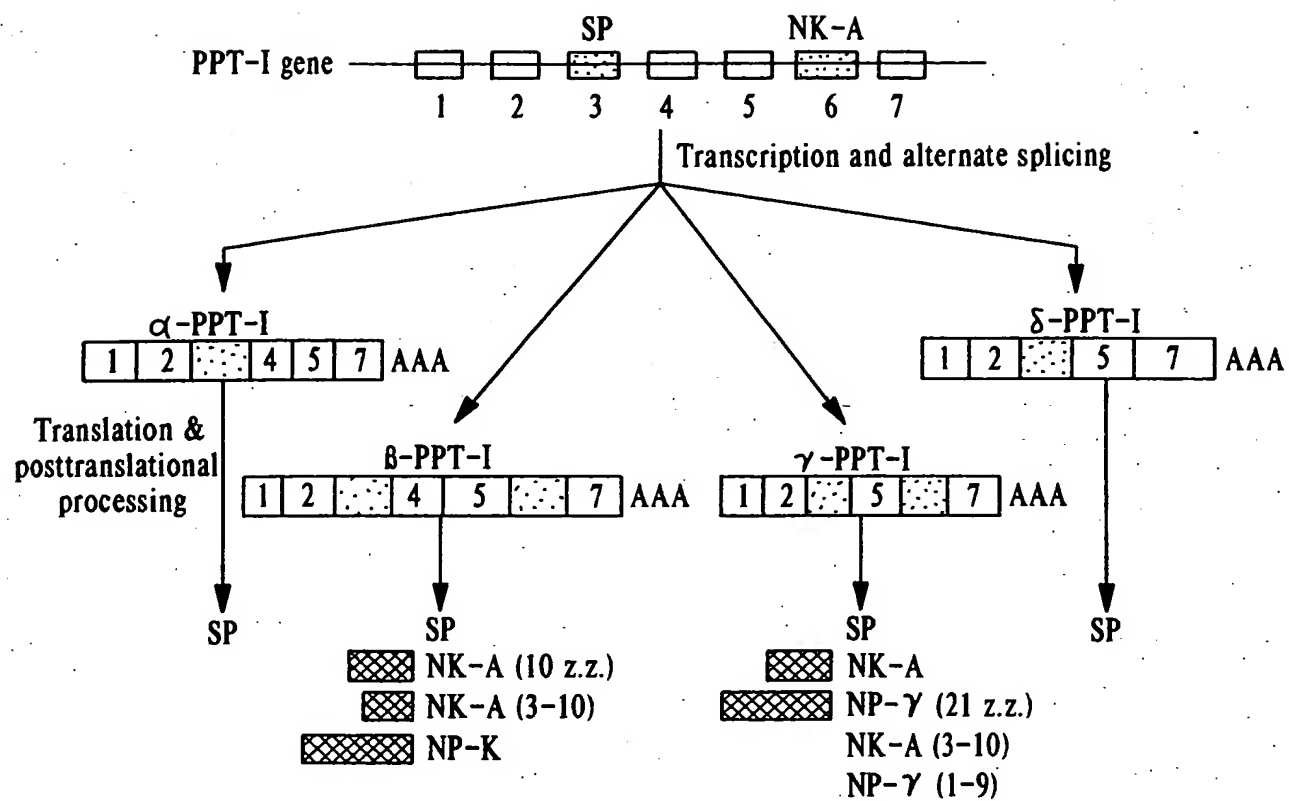 SP NK-A
PPT-I gene
1 2 3 4 5 6 7
Transcription and alternate splicing
α-PPT-I
1 2 4 5 7 AAA
δ-PPT-I
1 2 5 7 AAA
Translation &
posttranslational
processing
β-PPT-I
1 2 4 5 7 AAA
γ-PPT-I
1 2 5 7 AAA
SP
SP
NK-A (10 z.z.)
NK-A (3-10)
NP-K
SP
NK-A
NP-γ (21 z.z.)
NK-A (3-10)
NP-γ (1-9)
SP